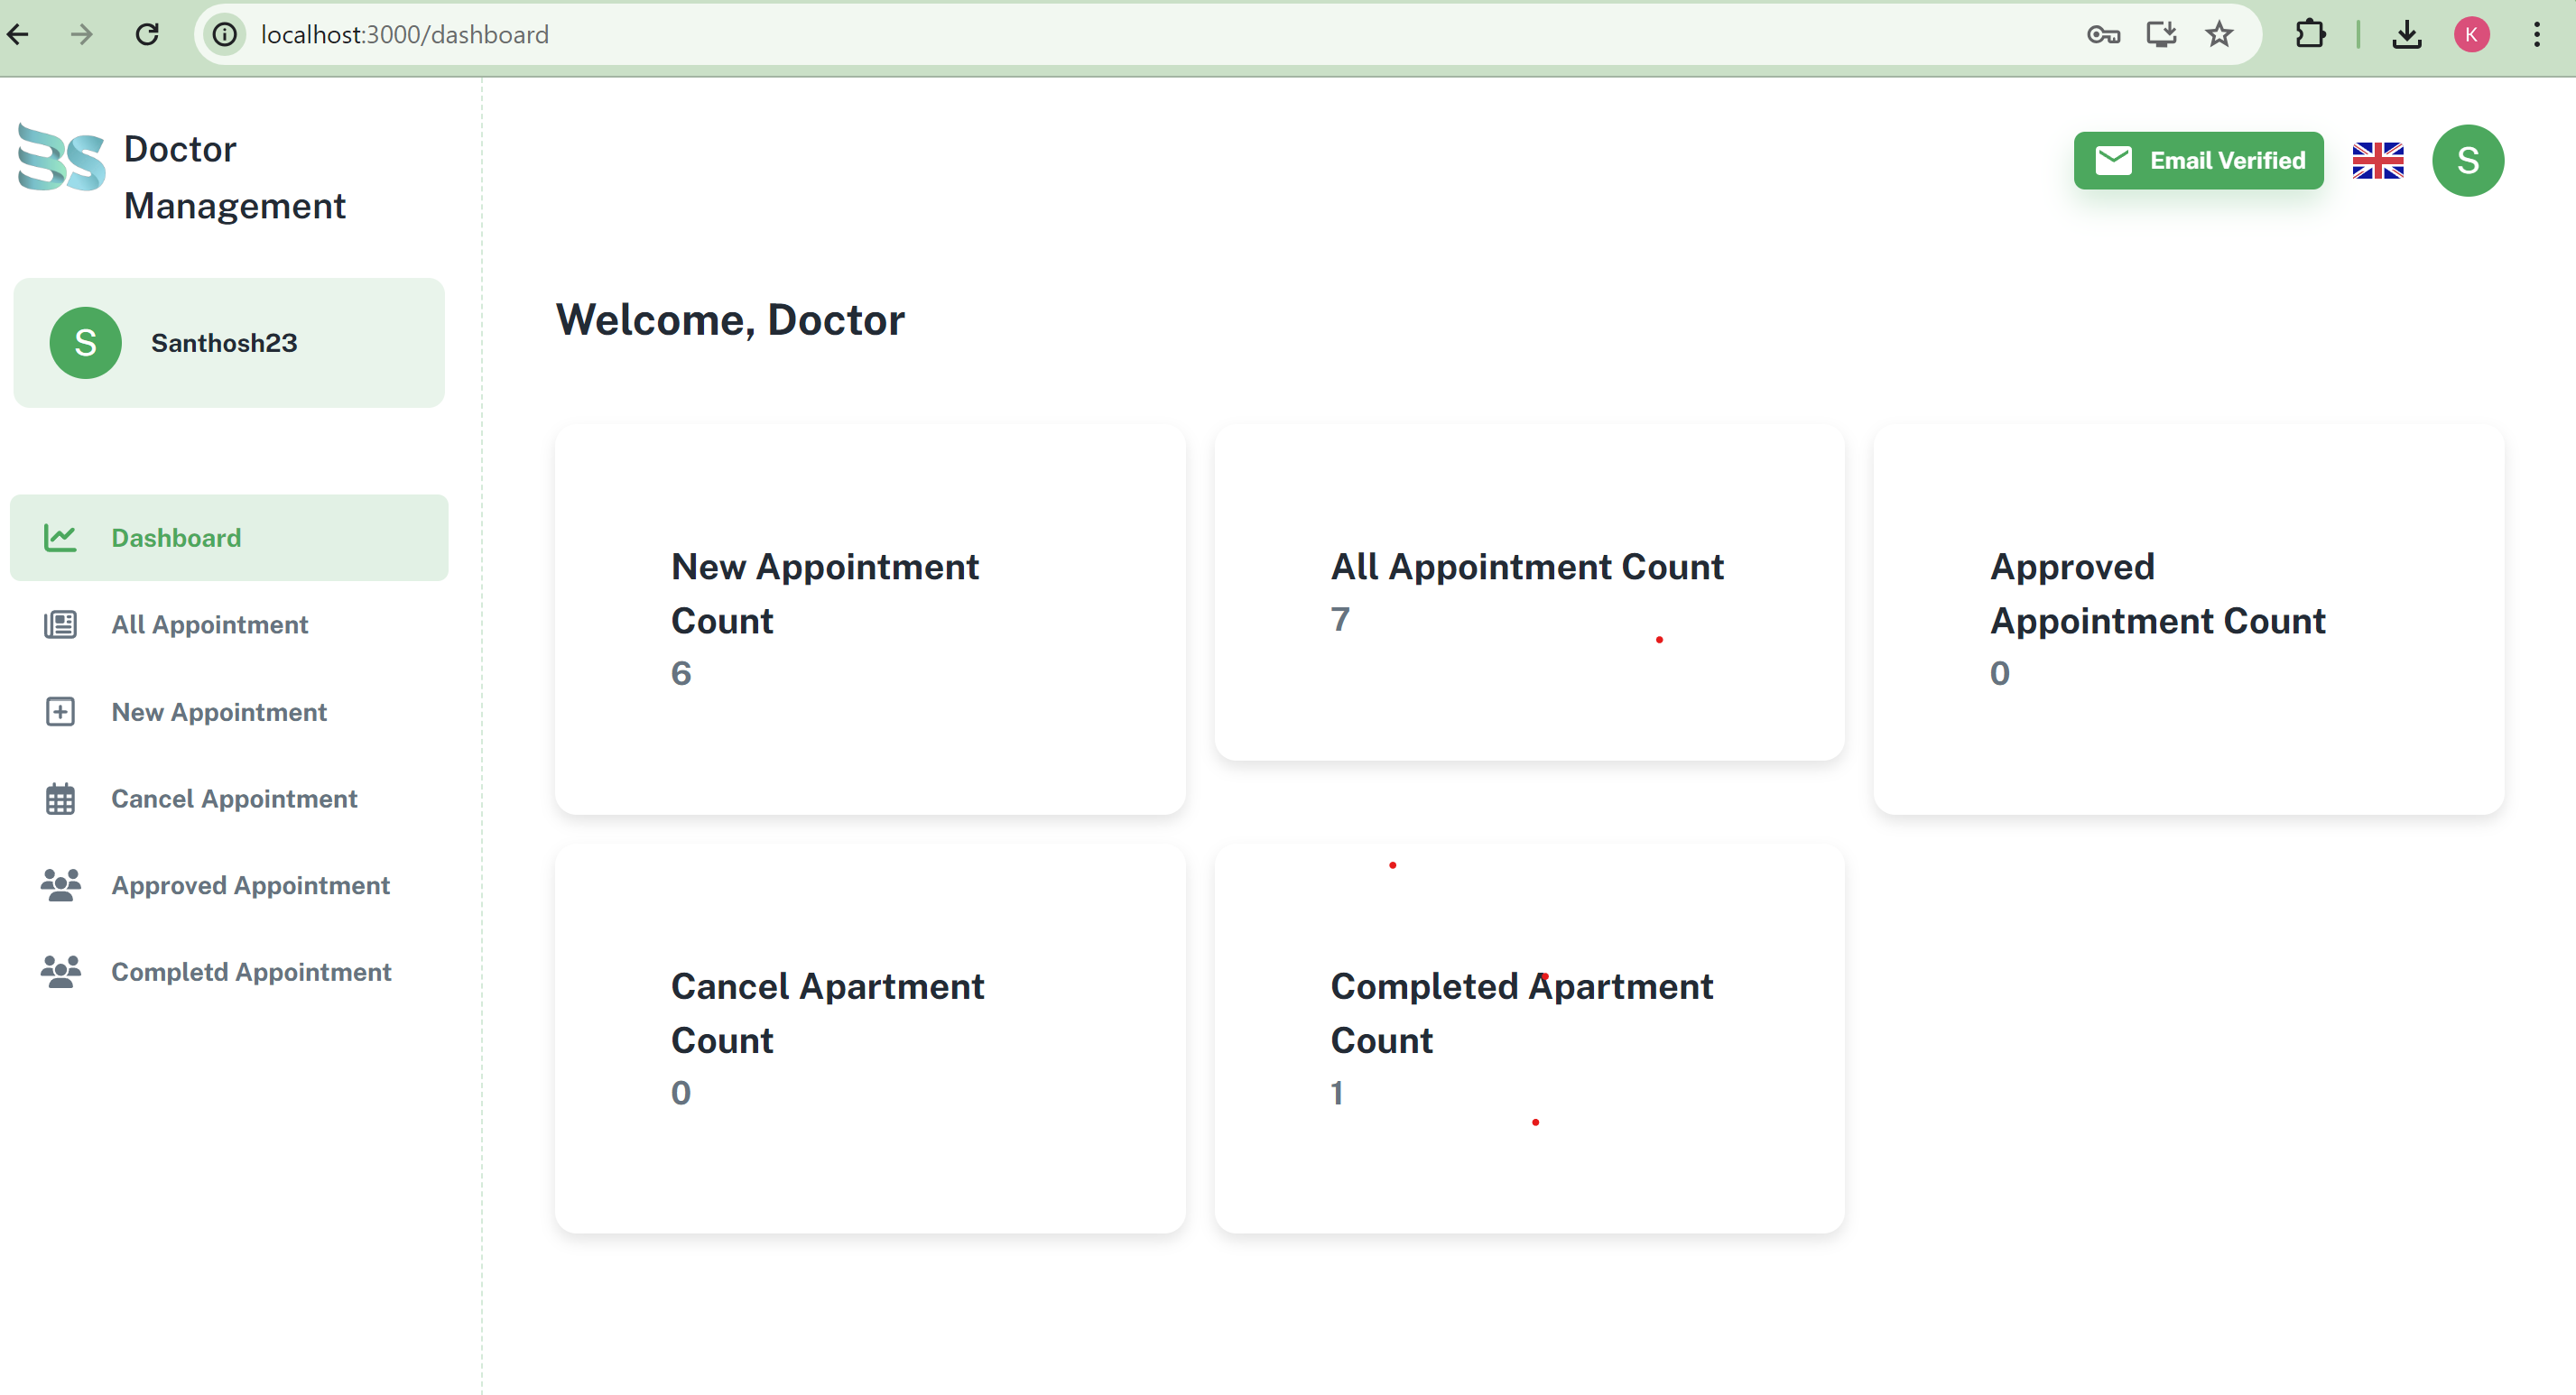 localhost:3000/dashboard
K
Doctor
Management
Email Verified
S
S
Santhosh23
Dashboard
All Appointment
New Appointment
Cancel Appointment
Approved Appointment
Completd Appointment
Welcome, Doctor
New Appointment
Count
6
All Appointment Count
7
Approved
Appointment Count
0
Cancel Apartment
Count
0
Completed Apartment
Count
1